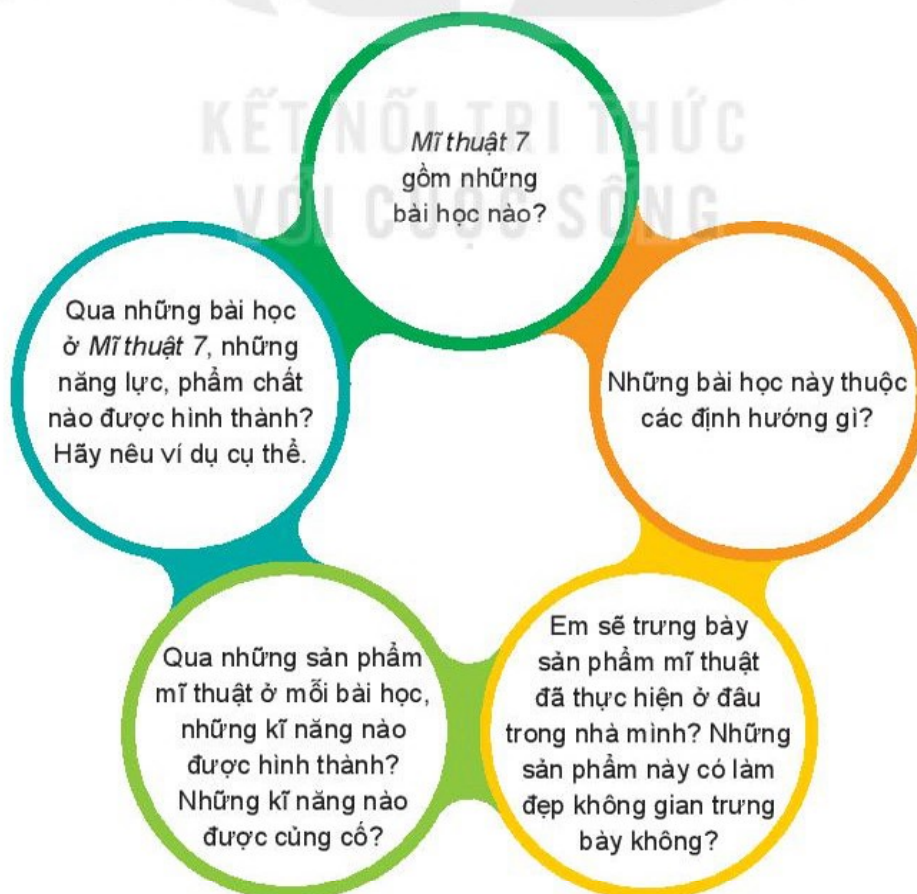 KẾT NỐI TRI THỨC
VỚI CUỘC SỐNG
Mĩ thuật 7
gồm những
bài học nào?
Những bài học này thuộc
các định hướng gì?
Em sẽ trưng bày
sản phẩm mĩ thuật
đã thực hiện ở đâu
trong nhà mình? Những
sản phẩm này có làm
đẹp không gian trưng
bày không?
Qua những sản phẩm
mĩ thuật ở mỗi bài học,
những kĩ năng nào
được hình thành?
Những kĩ năng nào
được củng cố?
Qua những bài học
ở Mĩ thuật 7, những
năng lực, phẩm chất
nào được hình thành?
Hãy nêu ví dụ cụ thể.